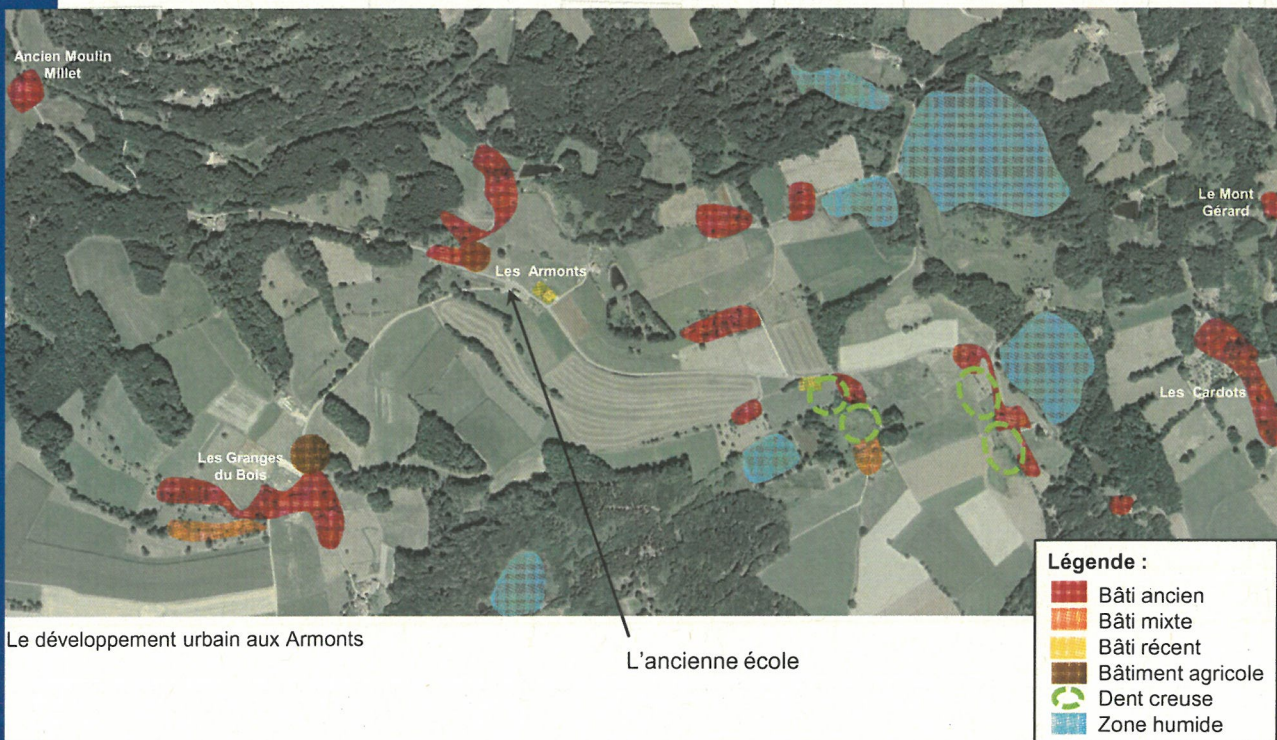 Ancien Moulin
Millet
Le Mont
Gérard
Les Armonts
Les Cardots
Les Granges
du Bois
Le développement urbain aux Armonts
L'ancienne école
Légende :
Bâti ancien
Bâti mixte
Bâti récent
Bâtiment agricole
Dent creuse
Zone humide